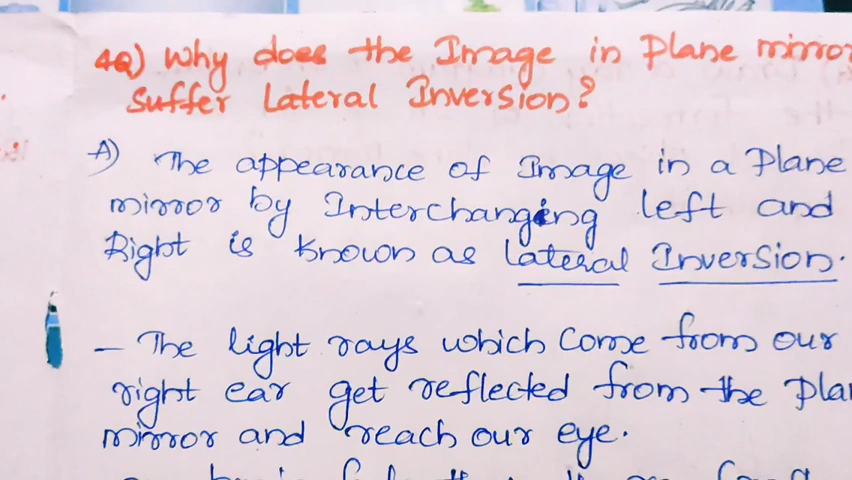 4Q) Why does the Image in Plane mirror
suffer Lateral Inversion?
A) The appearance of Image in a Plane
mirror by Interchanging left and
Right is known as lateral Inversion.
- The light rays which come from our
right ear get reflected from the Plan
mirror and reach our eye.